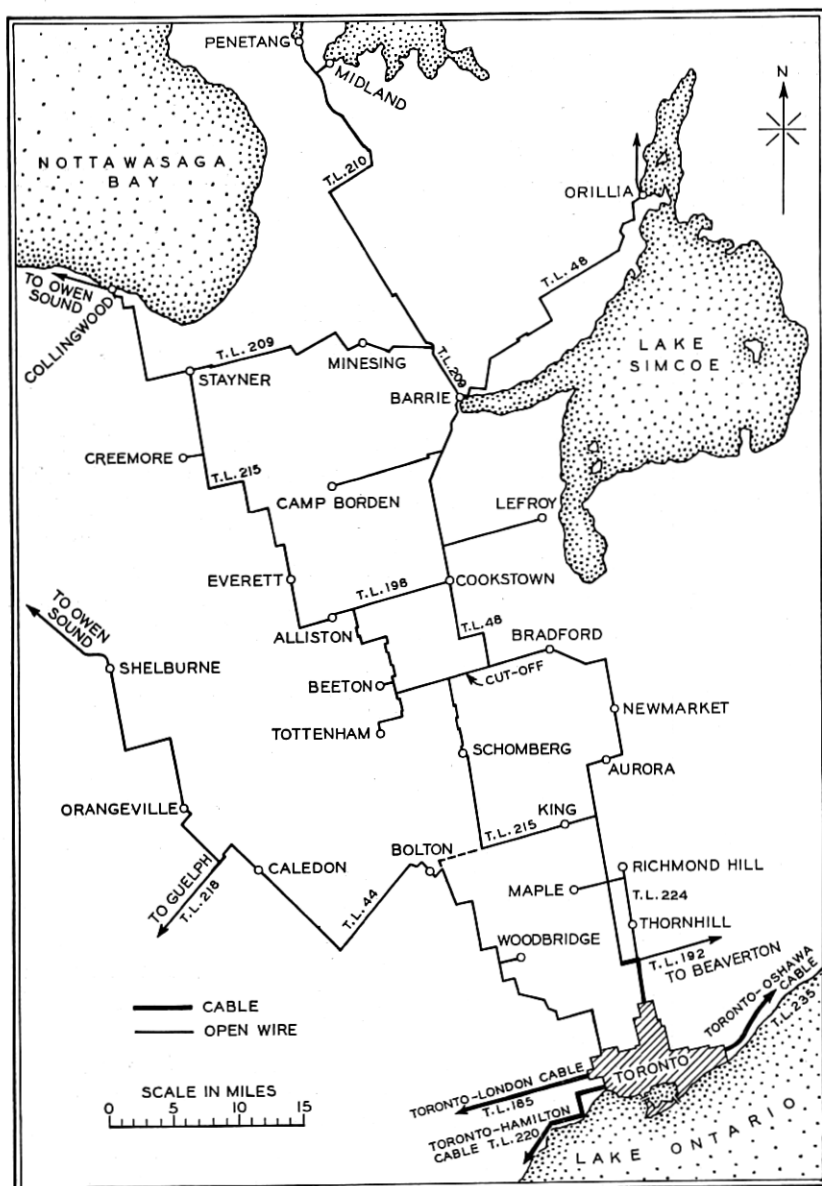 PENETANG
MIDLAND
N
NOTTAWASAGA
BAY
T.L.210
ORILLIA
T.L.48
TO OWEN
SOUND
COLLINGWOOD
T.L.209
STAYNER
MINESING
T.L.209
LAKE
SIMCOE
BARRIE
CREEMORE
T.L.215
CAMP BORDEN
LEFROY
EVERETT
T.L.198
COOKSTOWN
ALLISTON
TO OWEN
SOUND
T.L.48
BRADFORD
SHELBURNE
BEETON
CUT-OFF
NEWMARKET
TOTTENHAM
SCHOMBERG
AURORA
ORANGEVILLE
KING
T.L.215
BOLTON
CALEDON
RICHMOND HILL
TO GUELPH
T.L.218
T.L.44
MAPLE
T.L.224
THORNHILL
WOODBRIDGE
T.L.192
TO BEAVERTON
CABLE
OPEN WIRE
TORONTO-OSHAWA
CABLE
T.L.235
SCALE IN MILES
0 5 10 15
TORONTO
TORONTO-LONDON CABLE
T.L.185
TORONTO-HAMILTON
CABLE T.L.220
LAKE ONTARIO